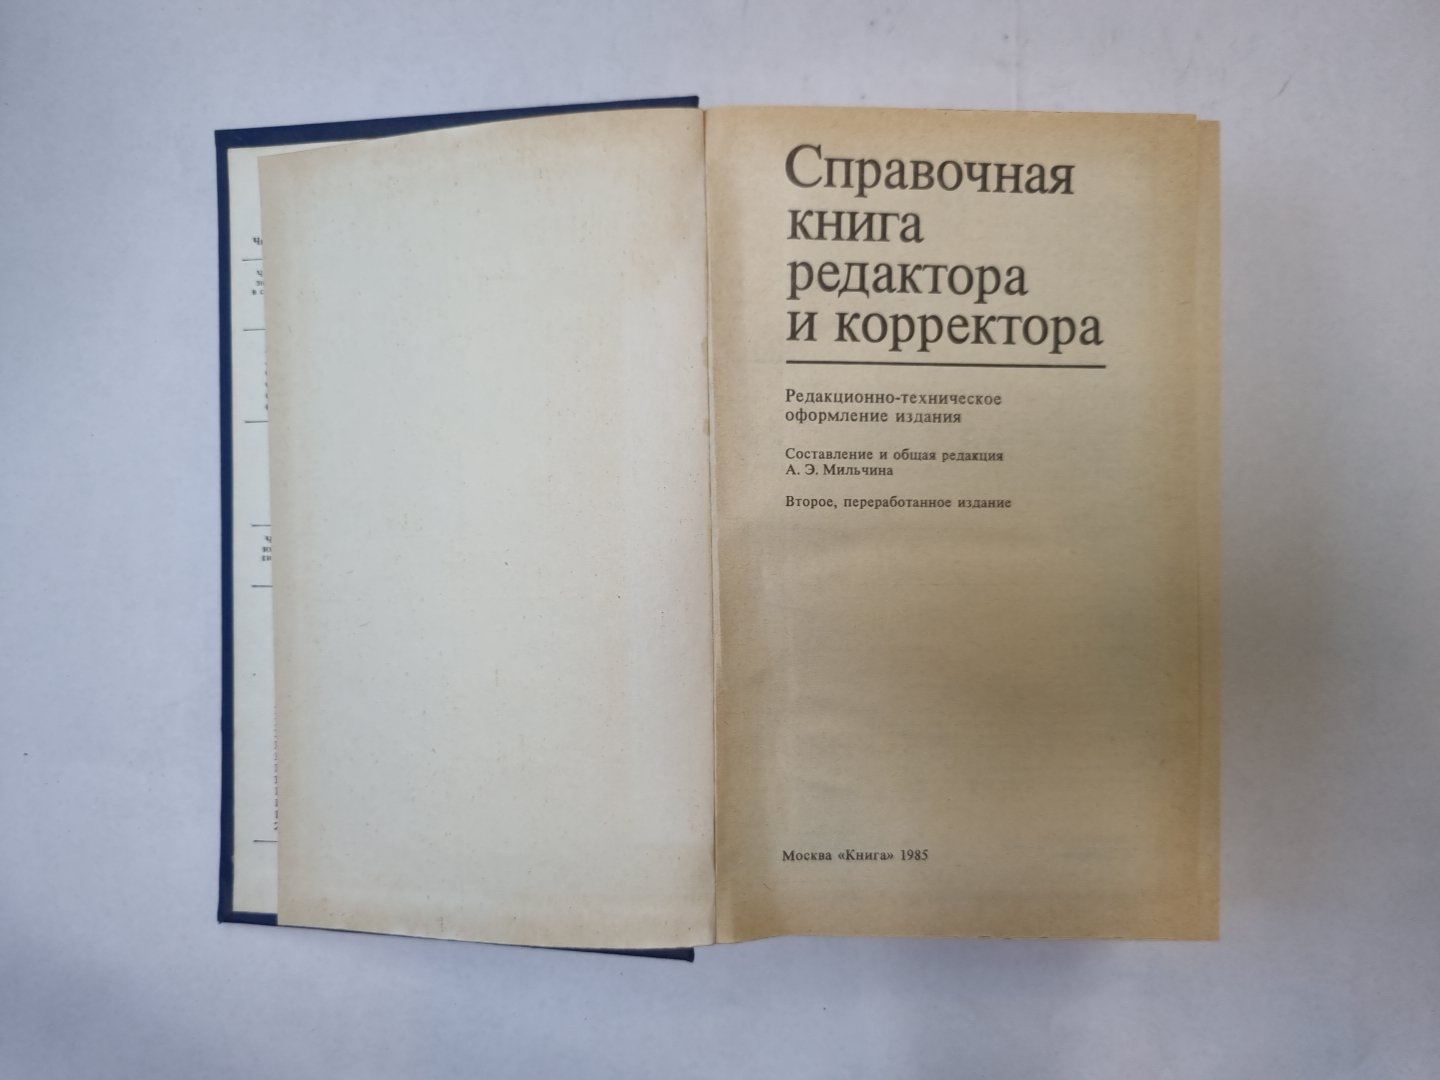 Справочная
книга
редактора
и корректора
Редакционно-техническое
оформление издания
Составление и общая редакция
А. Э. Мильчина
Второе, переработанное издание
Москва «Книга» 1985